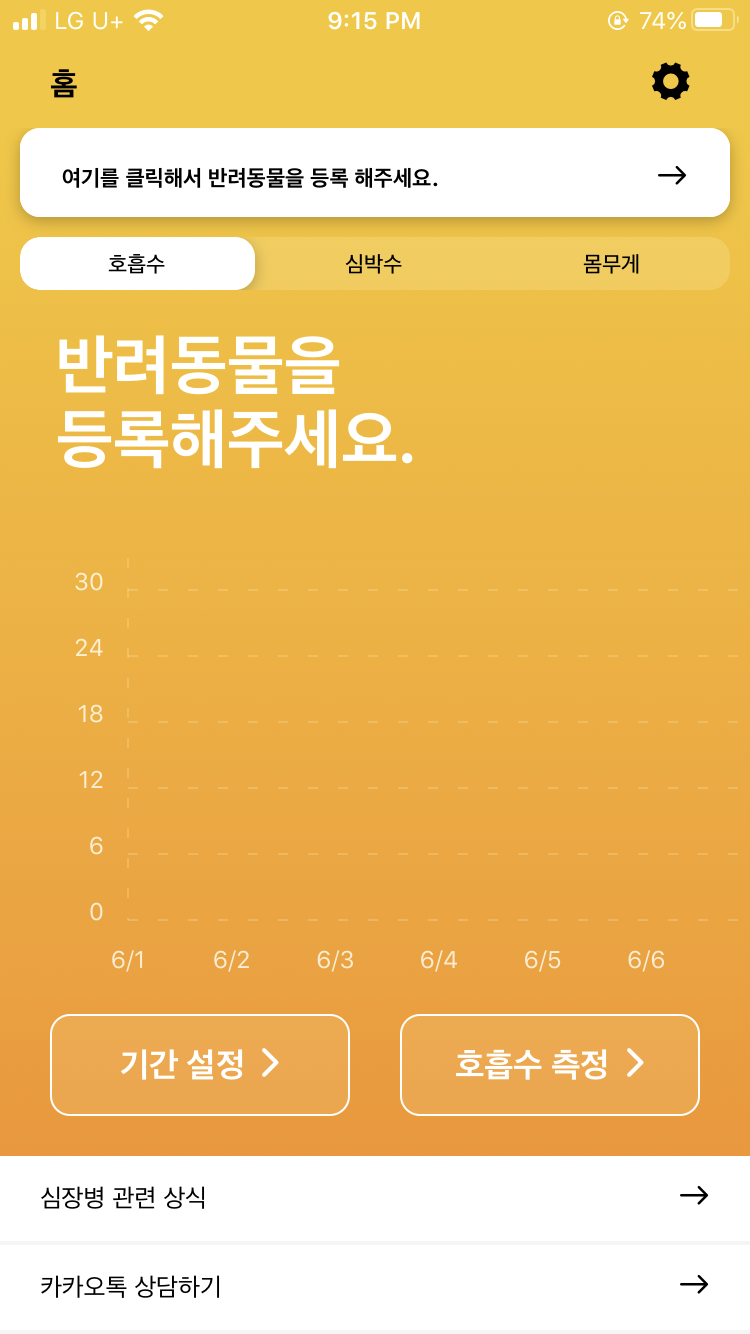 LG U+ 9:15 PM 74%
홈
여기를 클릭해서 반려동물을 등록 해주세요.
호흡수 심박수 몸무게
반려동물을
등록해주세요.
30
24
18
12
6
0
6/1 6/2 6/3 6/4 6/5 6/6
기간 설정 호흡수 측정
심장병 관련 상식
카카오톡 상담하기